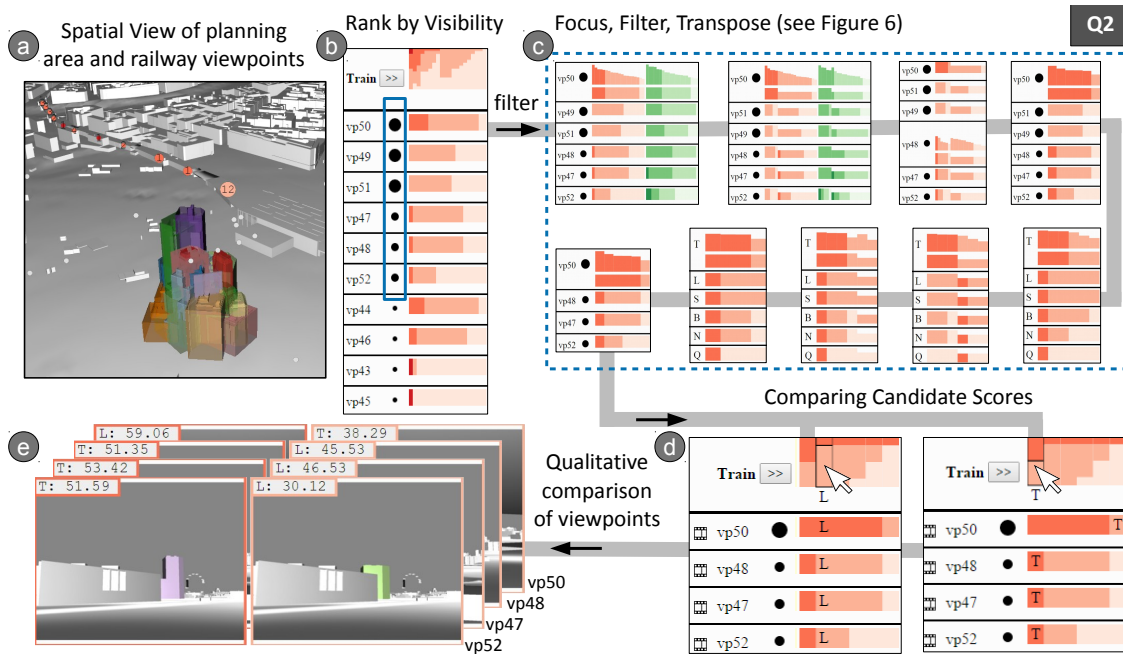 a
Spatial View of planning
area and railway viewpoints
1
1
12
b
Rank by Visibility
Train >>
vp50
vp49
vp51
vp47
vp48
vp52
vp44
vp46
vp43
vp45
filter
c
Focus, Filter, Transpose (see Figure 6)
Q2
vp50
vp49
vp51
vp48
vp47
vp52
vp50
vp51
vp49
vp48
vp47
vp52
vp50
vp51
vp49
vp48
vp47
vp52
vp50
vp51
vp49
vp48
vp47
vp52
vp50
vp48
vp47
vp52
T
L
S
B
N
Q
T
L
S
B
N
Q
T
L
S
B
N
Q
T
L
S
B
N
Q
Comparing Candidate Scores
d
Train >>
L
vp50 L
vp48 L
vp47 L
vp52 L
Train >>
T
vp50 T
vp48 T
vp47 T
vp52 T
Qualitative
comparison
of viewpoints
e
L: 59.06
T: 38.29
T: 51.35
L: 45.53
T: 53.42
L: 46.53
T: 51.59
L: 30.12
vp50
vp48
vp47
vp52